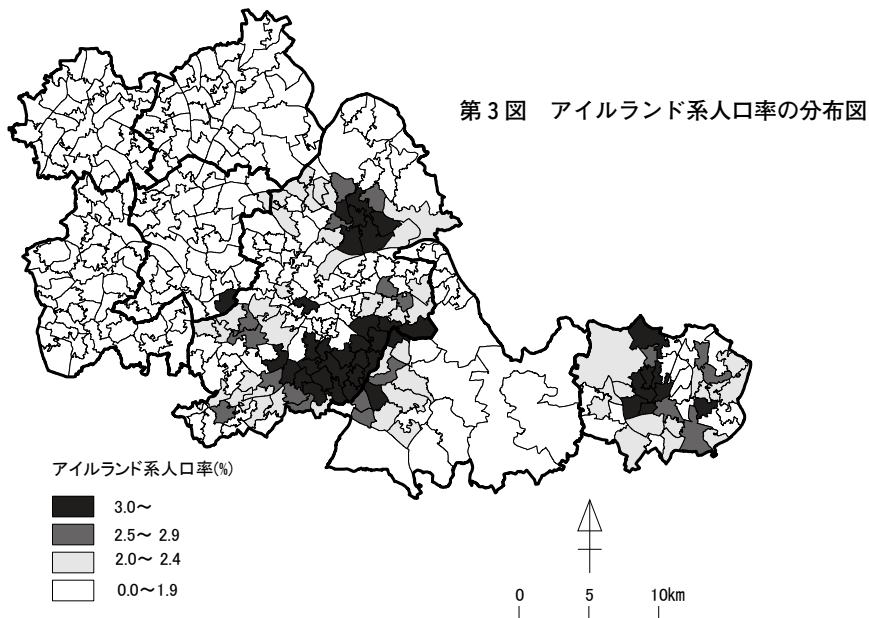 第3図 アイルランド系人口率の分布図
アイルランド系人口率(%)
3.0〜
2.5〜 2.9
2.0〜 2.4
0.0〜1.9
0 5 10km